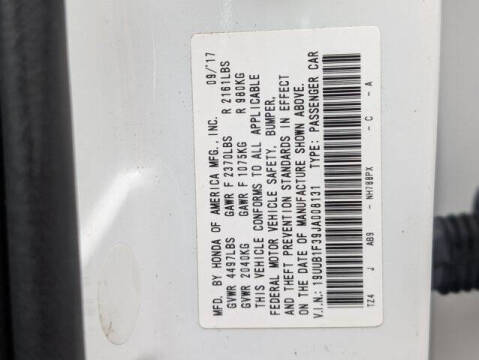 MFD. BY HONDA OF AMERICA MFG., INC. 09/'17
GVWR 4497LBS GAWR F 2370LBS R 2161LBS
GVWR 2040KG GAWR F 1075KG R 980KG
THIS VEHICLE CONFORMS TO ALL APPLICABLE
FEDERAL MOTOR VEHICLE SAFETY, BUMPER,
AND THEFT PREVENTION STANDARDS IN EFFECT
ON THE DATE OF MANUFACTURE SHOWN ABOVE.
V.I.N.: 19UUB1F39JA008131 TYPE: PASSENGER CAR
TZ4 J AB9 - NH788PX - C - A